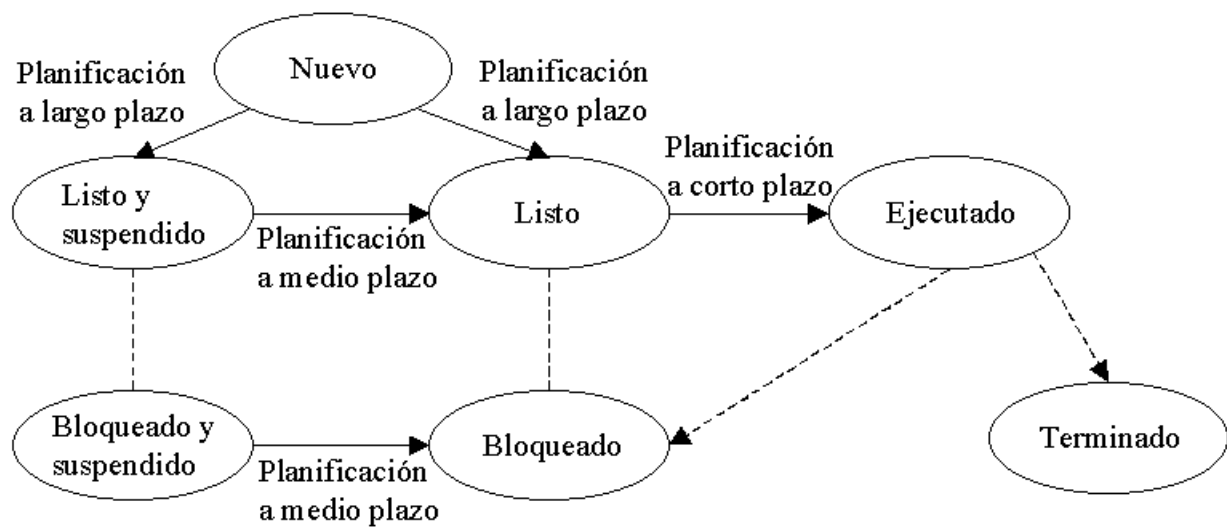 Nuevo
Planificación
a largo plazo
Planificación
a largo plazo
Planificación
a corto plazo
Listo y
suspendido
Listo
Ejecutado
Planificación
a medio plazo
Bloqueado y
suspendido
Bloqueado
Terminado
Planificación
a medio plazo